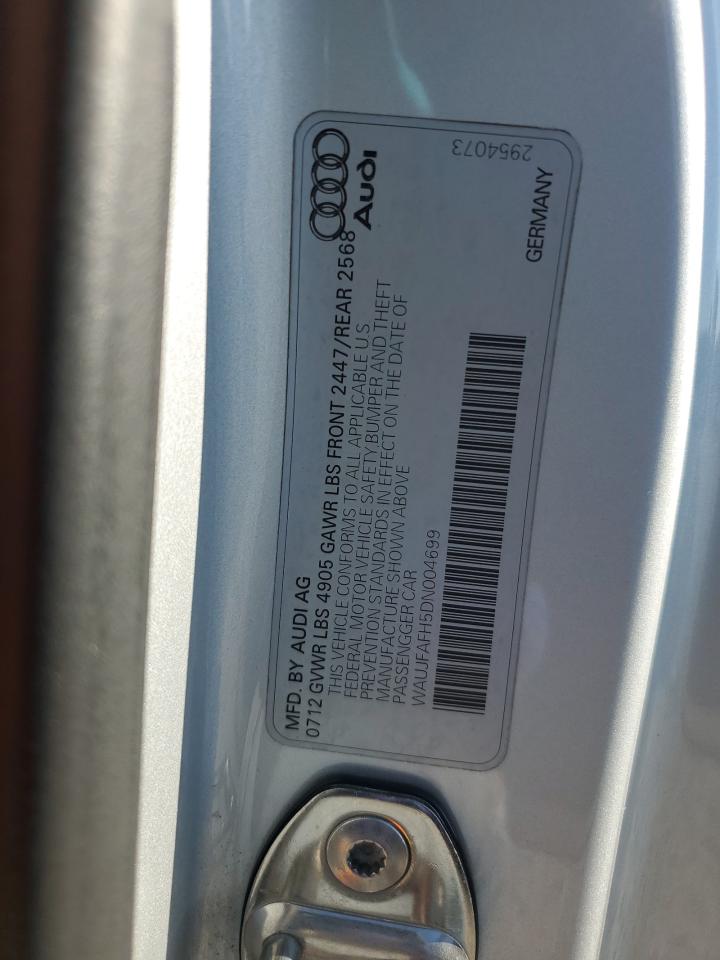 MFD. BY AUDI AG
0712 GVWR LBS 4905 GAWR LBS FRONT 2447/REAR 2568
THIS VEHICLE CONFORMS TO ALL APPLICABLE U.S
FEDERAL MOTOR VEHICLE SAFETY BUMPER AND THEFT
PREVENTION STANDARDS IN EFFECT ON THE DATE OF
MANUFACTURE SHOWN ABOVE
PASSENGGER CAR
WAUJFAFH5DN004699
Audi
GERMANY
2954073